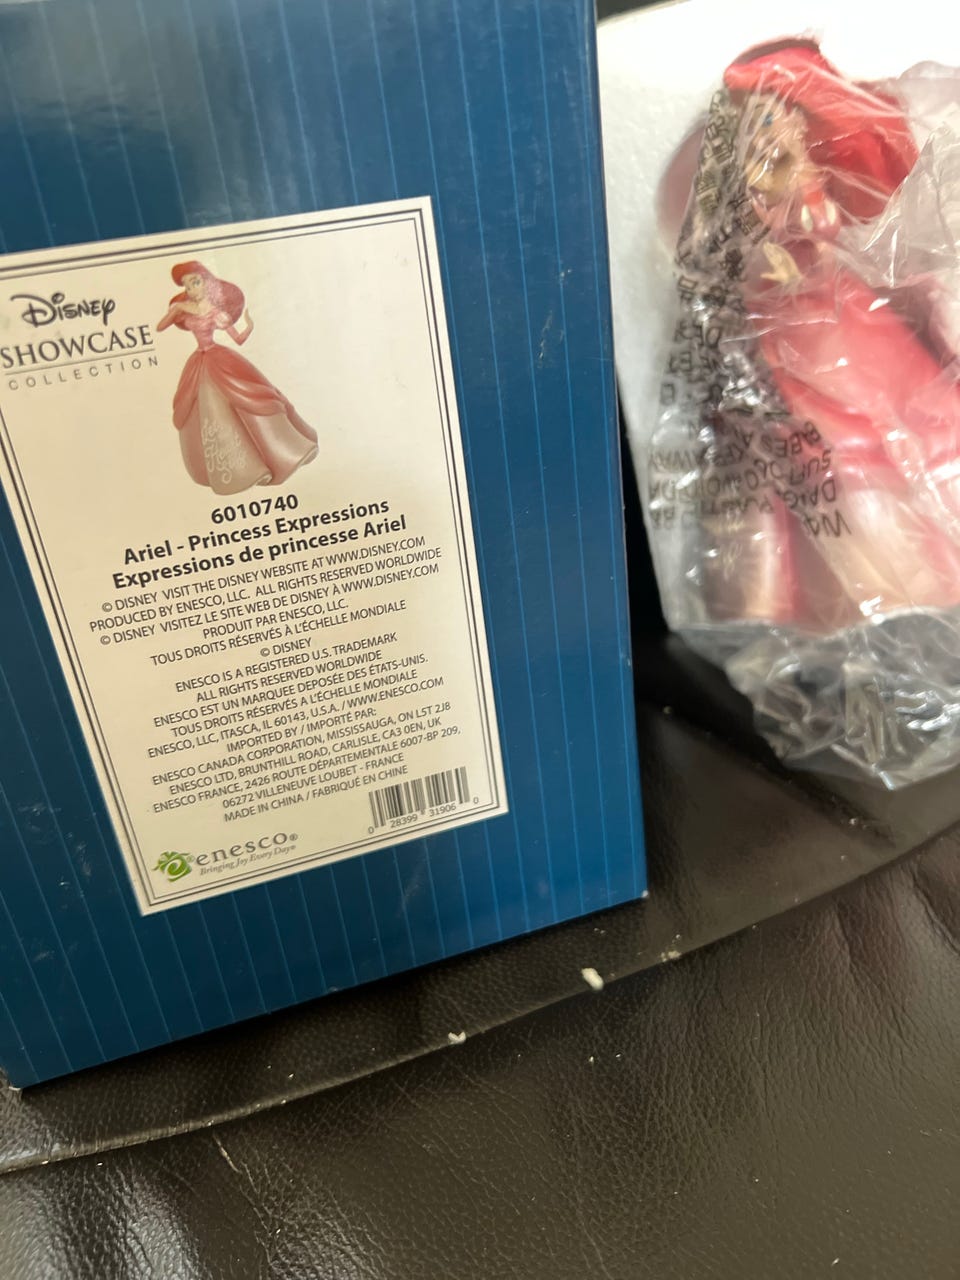 Disney
SHOWCASE
COLLECTION
6010740
Ariel - Princess Expressions
Expressions de princesse Ariel
© DISNEY VISIT THE DISNEY WEBSITE AT WWW.DISNEY.COM
PRODUCED BY ENESCO, LLC. ALL RIGHTS RESERVED WORLDWIDE
© DISNEY VISITEZ LE SITE WEB DE DISNEY À WWW.DISNEY.COM
PRODUIT PAR ENESCO, LLC.
TOUS DROITS RÉSERVÉS À L'ÉCHELLE MONDIALE
© DISNEY
ENESCO IS A REGISTERED U.S. TRADEMARK
ALL RIGHTS RESERVED WORLDWIDE
ENESCO EST UN MARQUEE DEPOSÉE DES ÉTATS-UNIS.
TOUS DROITS RÉSERVÉS A L'ÉCHELLE MONDIALE
ENESCO, LLC, ITASCA, IL 60143, U.S.A. / WWW.ENESCO.COM
IMPORTED BY / IMPORTÉ PAR:
ENESCO CANADA CORPORATION, MISSISSAUGA, ON L5T 2J8
ENESCO LTD, BRUNTHILL ROAD, CARLISLE, CA3 0EN, UK
ENESCO FRANCE, 2426 ROUTE DÉPARTEMENTALE 6007-BP 209,
06272 VILLENEUVE LOUBET - FRANCE
MADE IN CHINA / FABRIQUÉ EN CHINE
0 28399 31906 0
enesco®
Bringing Joy Every Day®